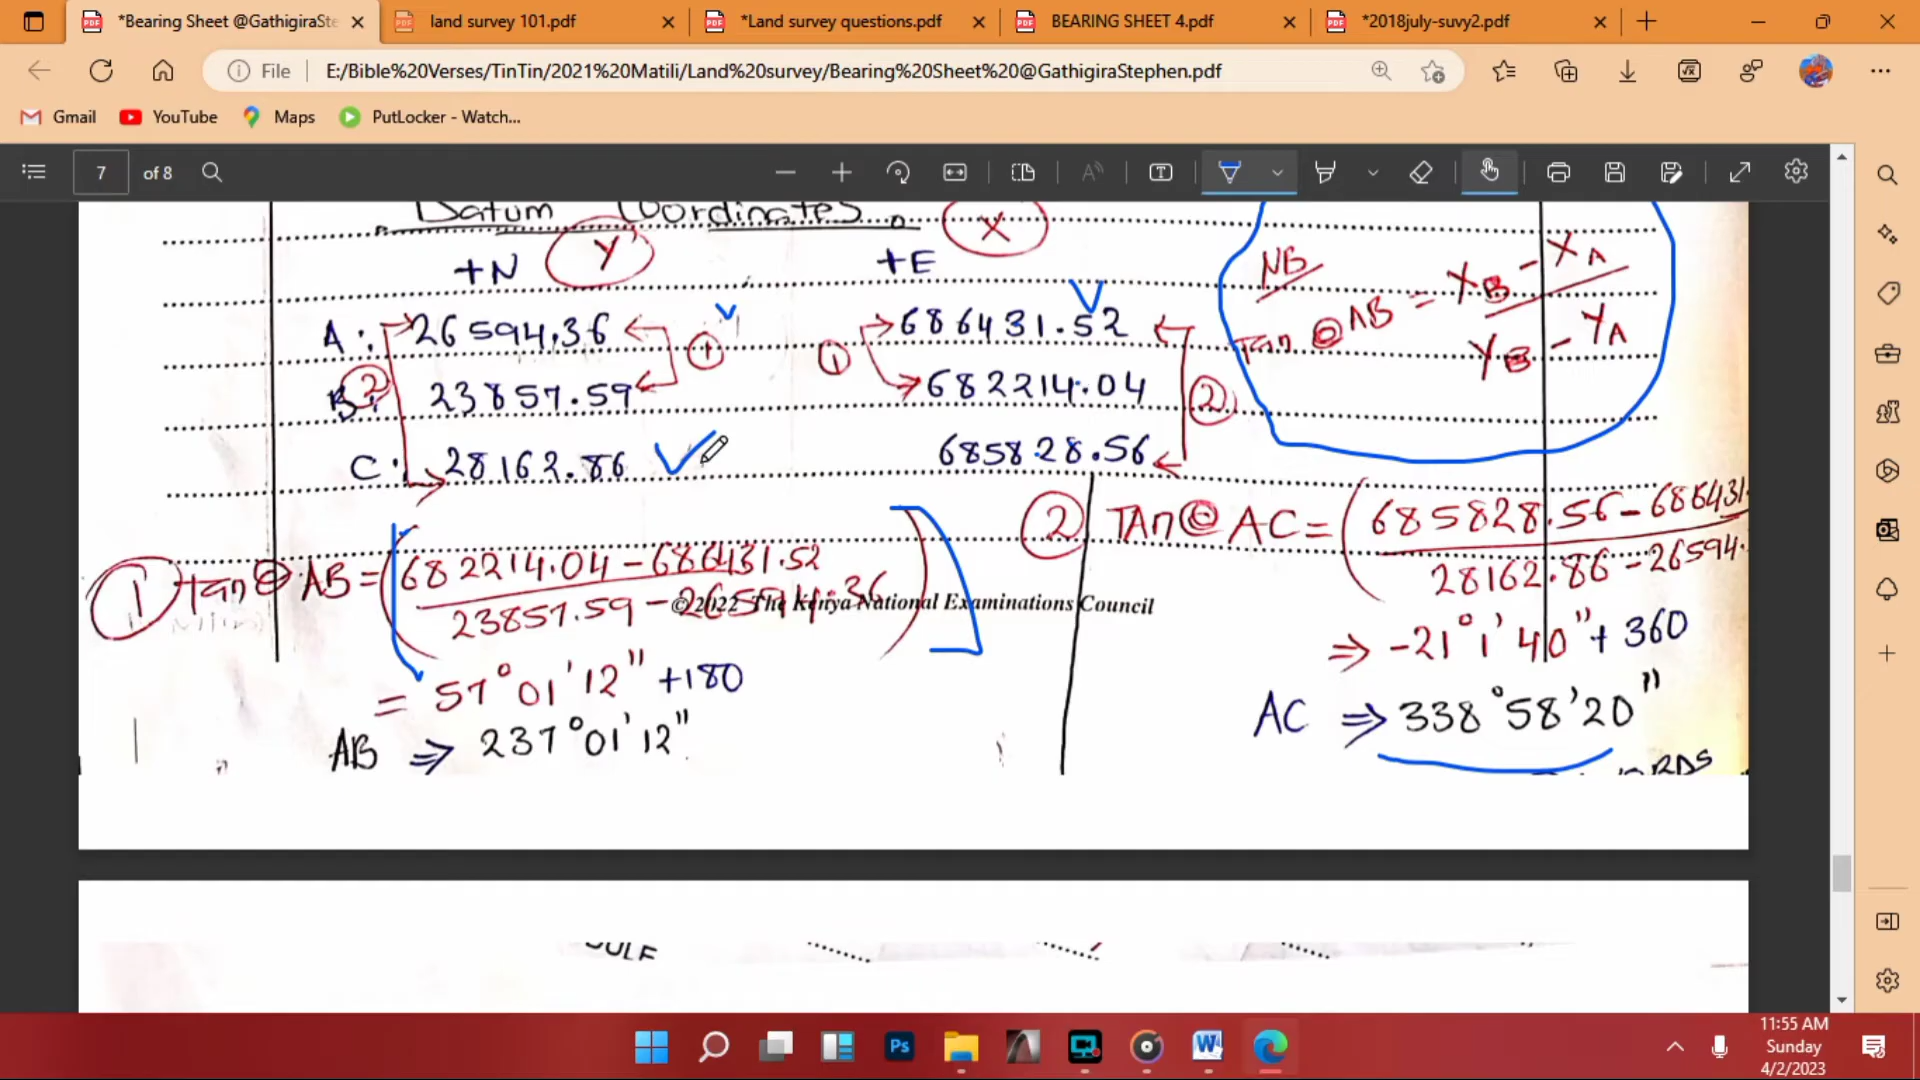 *Bearing Sheet @GathigiraSte
land survey 101.pdf
*Land survey questions.pdf
BEARING SHEET 4.pdf
*2018july-suvy2.pdf
File
E:/Bible%20Verses/TinTin/2021%20Matili/Land%20survey/Bearing%20Sheet%20@GathigiraStephen.pdf
Gmail
YouTube
Maps
PutLocker - Watch...
7 of 8
Datum Coordinates
+N Y
+E X
NB
Tan Θ AB = XB - XA
YB - YA
A: 26594.36 ① 686431.52
B: 23857.59 682214.04
C: 28162.86 685828.56
②
① tan Θ AB = (682214.04 - 686431.52
23857.59 - 26594.36)
©2022 The Kenya National Examinations Council
= 57°01'12" +180
AB ⇒ 237°01'12"
② TAn Θ AC = (685828.56 - 686431.
28162.86 - 26594.
⇒ -21°1'40" + 360
AC ⇒ 338°58'20"
11:55 AM
Sunday
4/2/2023